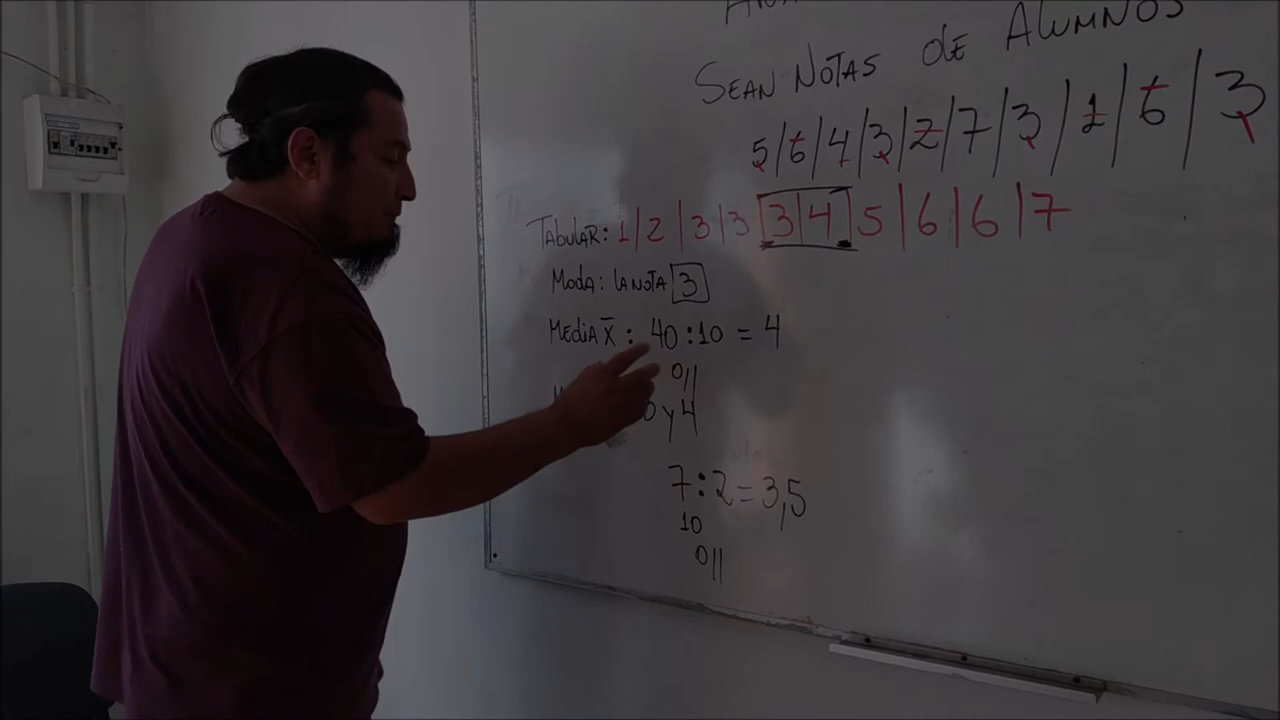 SEAN NOTAS de ALUMNOS
5/6/4/3/2/7/3/1/6/3
TABULAR: 1/2/3/3/3/4/5/6/6/7
MODA: LA NOTA 3
MEDIA X̄ : 40:10 = 4
0//
y 4
7:2=3,5
10
0//